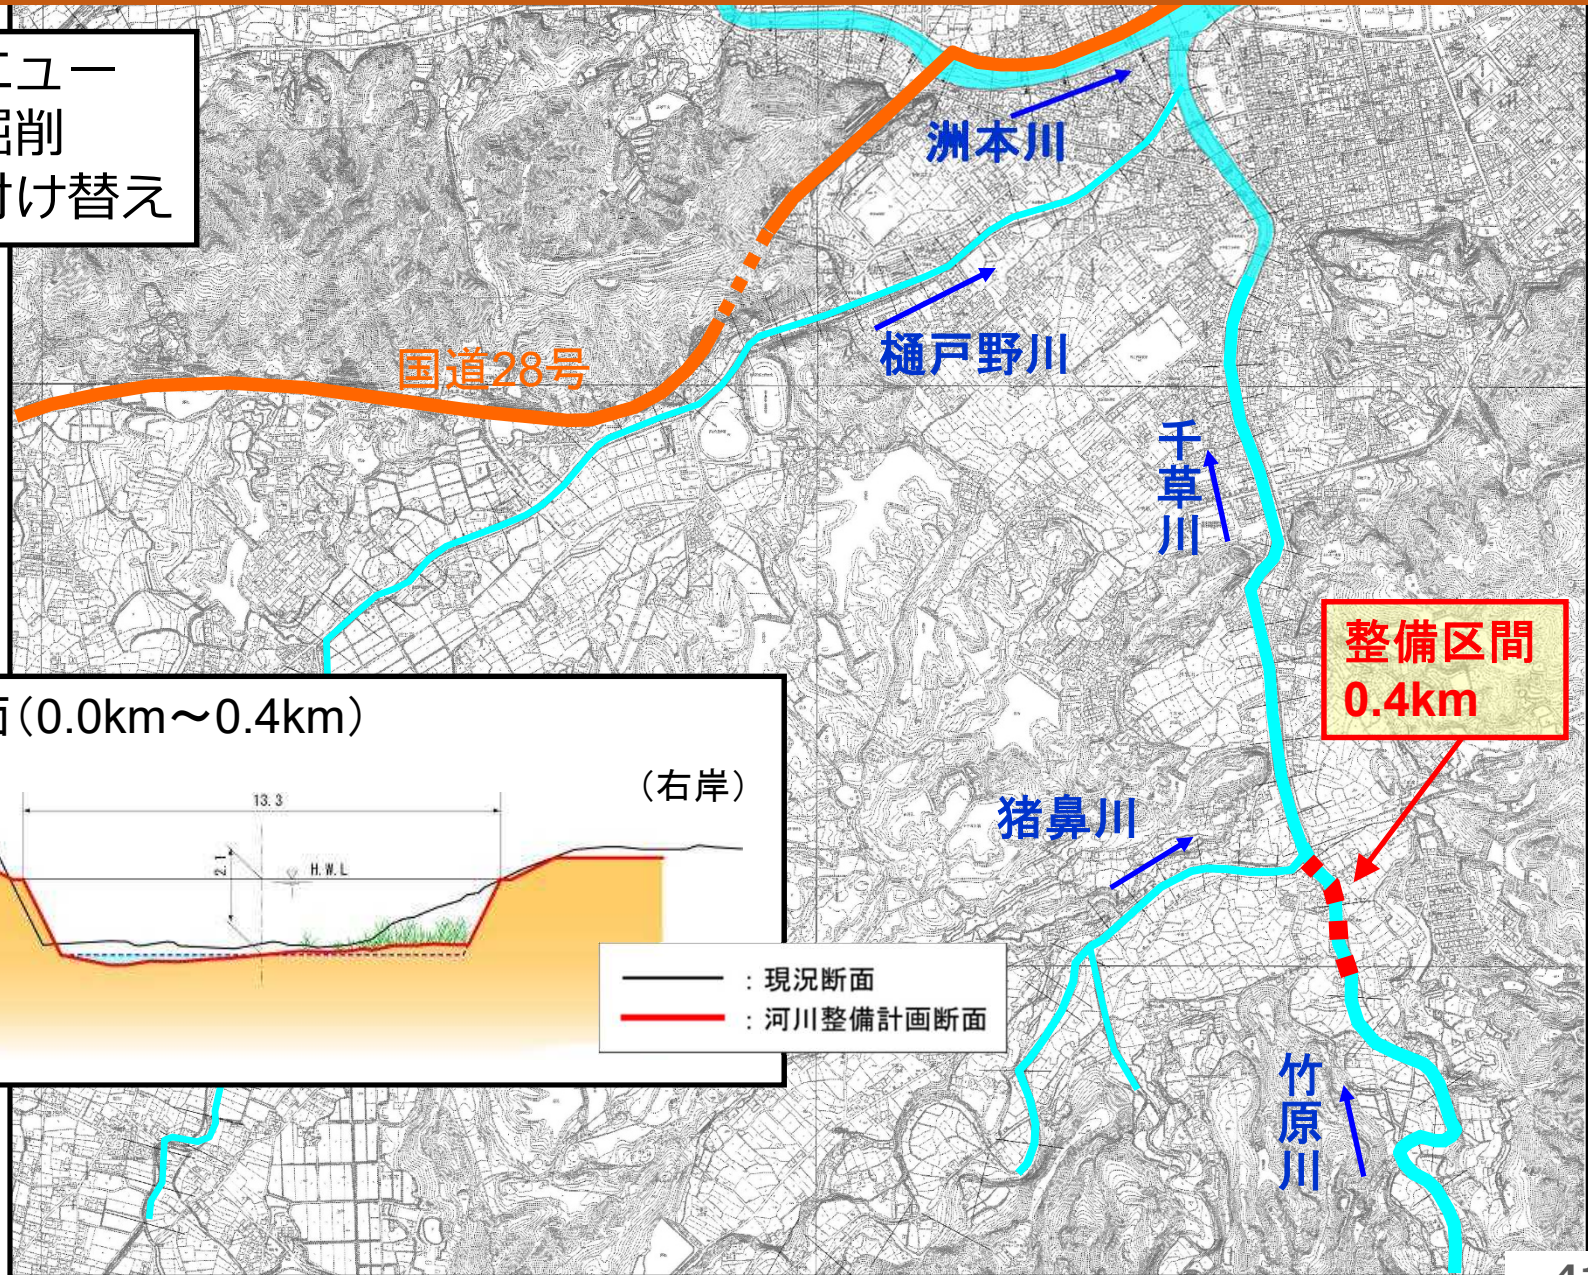 ニュー
掘削
付け替え
洲本川
樋戸野川
国道28号
千草川
整備区間
0.4km
面(0.0km～0.4km)
(右岸)
13.3
2.1
H.W.L
猪鼻川
：現況断面
：河川整備計画断面
竹原川